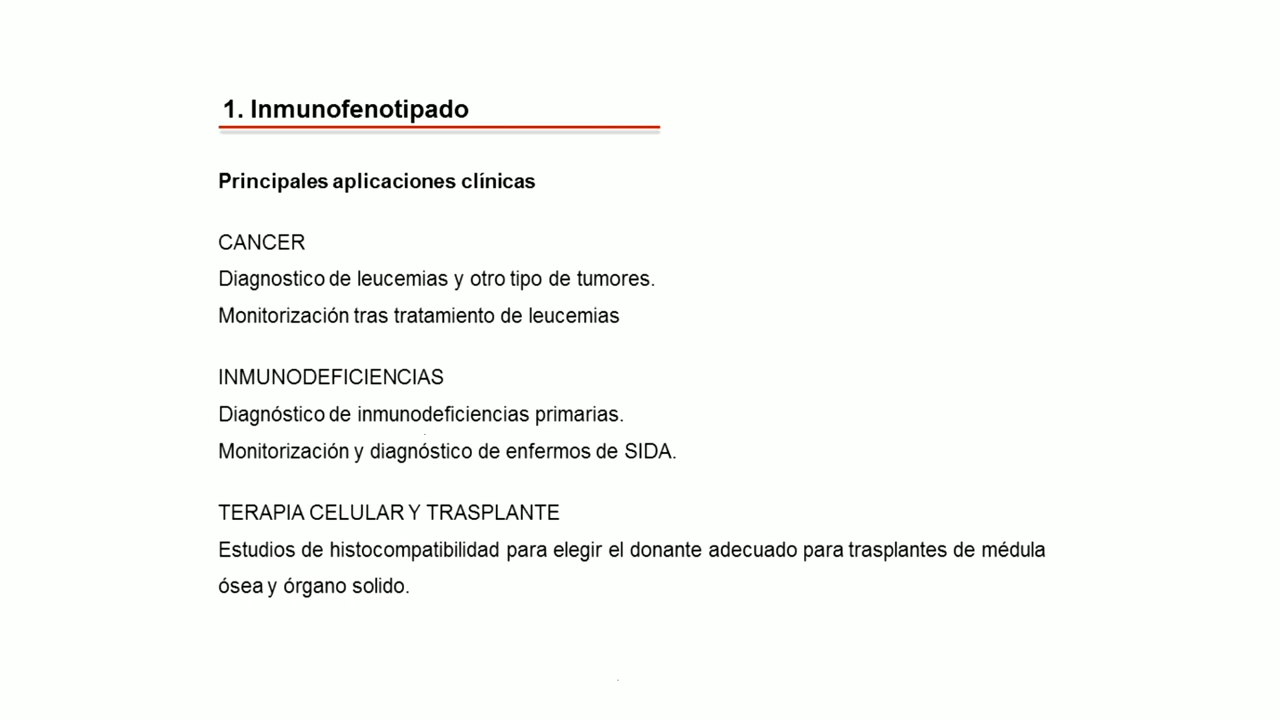 1. Inmunofenotipado
Principales aplicaciones clínicas
CANCER
Diagnostico de leucemias y otro tipo de tumores.
Monitorización tras tratamiento de leucemias
INMUNODEFICIENCIAS
Diagnóstico de inmunodeficiencias primarias.
Monitorización y diagnóstico de enfermos de SIDA.
TERAPIA CELULAR Y TRASPLANTE
Estudios de histocompatibilidad para elegir el donante adecuado para trasplantes de médula
ósea y órgano solido.